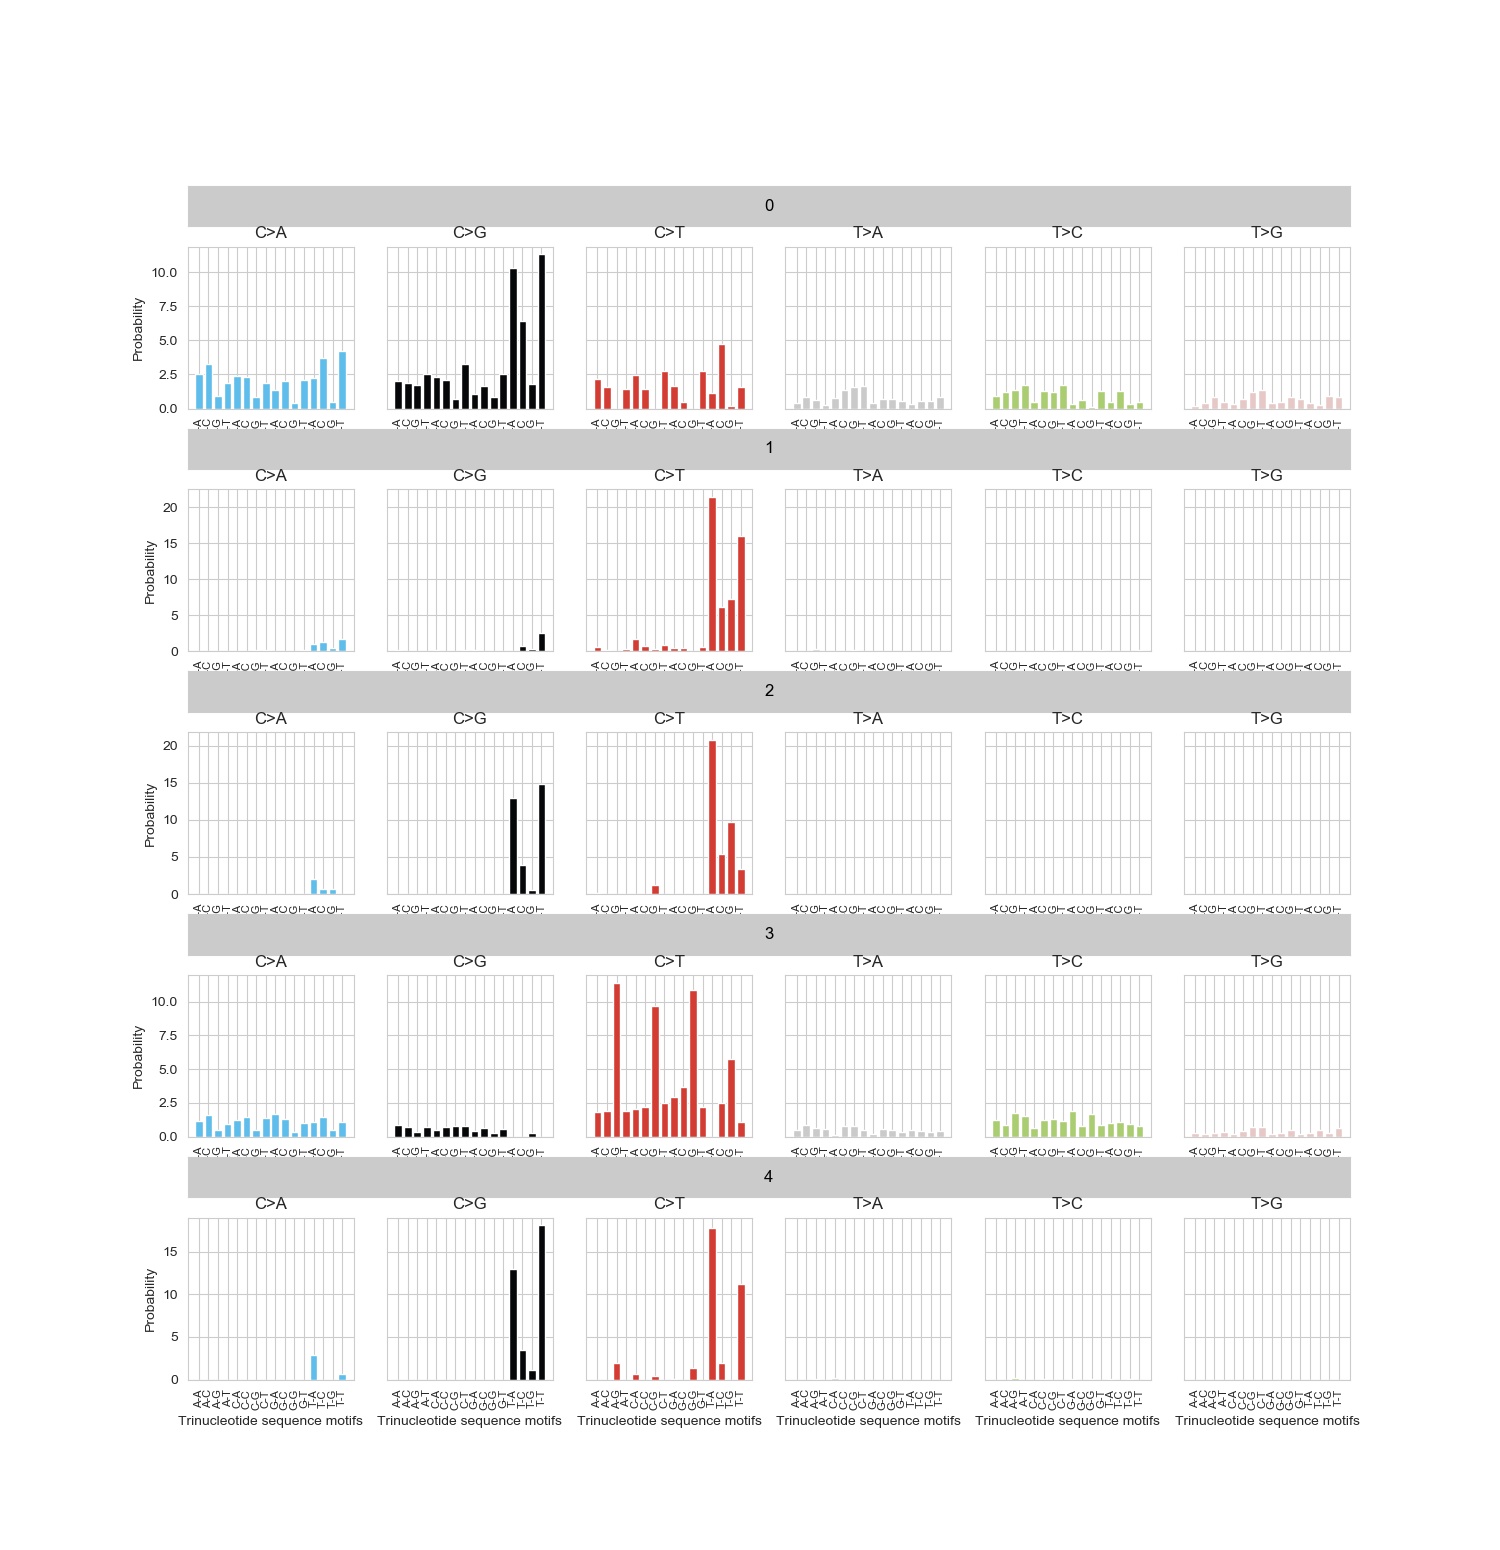 0
C>A C>G C>T T>A T>C T>G
Probability
10.0
7.5
5.0
2.5
0.0
-A -C -G -T -A -C -G -T -A -C -G -T -A -C -G -T
1
C>A C>G C>T T>A T>C T>G
Probability
20
15
10
5
0
2
C>A C>G C>T T>A T>C T>G
Probability
20
15
10
5
0
3
C>A C>G C>T T>A T>C T>G
Probability
10.0
7.5
5.0
2.5
0.0
4
C>A C>G C>T T>A T>C T>G
Probability
15
10
5
0
A-A A-C A-G A-T C-A C-C C-G C-T G-A G-C G-G G-T T-A T-C T-G T-T A-A A-C A-G A-T C-A C-C C-G C-T G-A G-C G-G G-T T-A T-C T-G T-T A-A A-C A-G A-T C-A C-C C-G C-T G-A G-C G-G G-T T-A T-C T-G T-T A-A A-C A-G A-T C-A C-C C-G C-T G-A G-C G-G G-T T-A T-C T-G T-T A-A A-C A-G A-T C-A C-C C-G C-T G-A G-C G-G G-T T-A T-C T-G T-T A-A A-C A-G A-T C-A C-C C-G C-T G-A G-C G-G G-T T-A T-C T-G T-T
Trinucleotide sequence motifs Trinucleotide sequence motifs Trinucleotide sequence motifs Trinucleotide sequence motifs Trinucleotide sequence motifs Trinucleotide sequence motifs